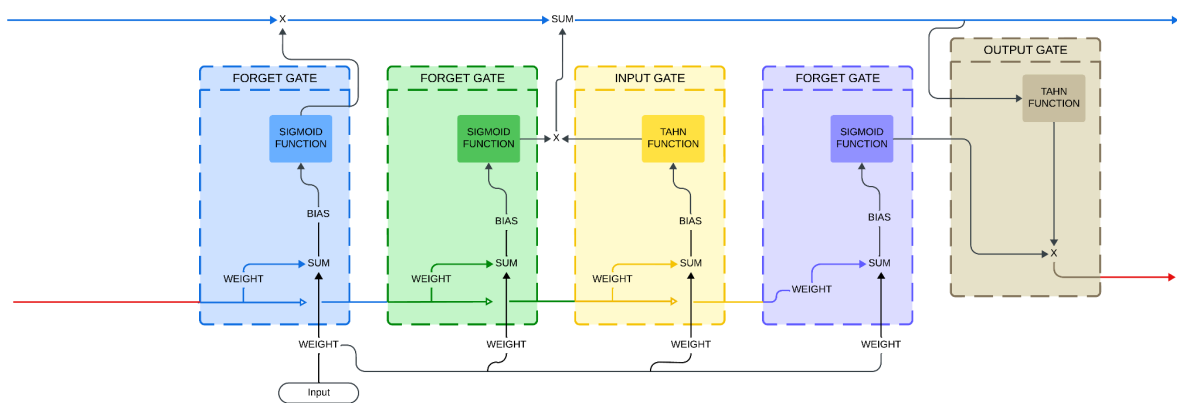 X
SUM
FORGET GATE
FORGET GATE
INPUT GATE
FORGET GATE
OUTPUT GATE
TAHN
FUNCTION
SIGMOID
FUNCTION
SIGMOID
FUNCTION
X
TAHN
FUNCTION
SIGMOID
FUNCTION
BIAS
BIAS
BIAS
BIAS
X
SUM
SUM
SUM
SUM
WEIGHT
WEIGHT
WEIGHT
WEIGHT
WEIGHT
WEIGHT
WEIGHT
WEIGHT
Input